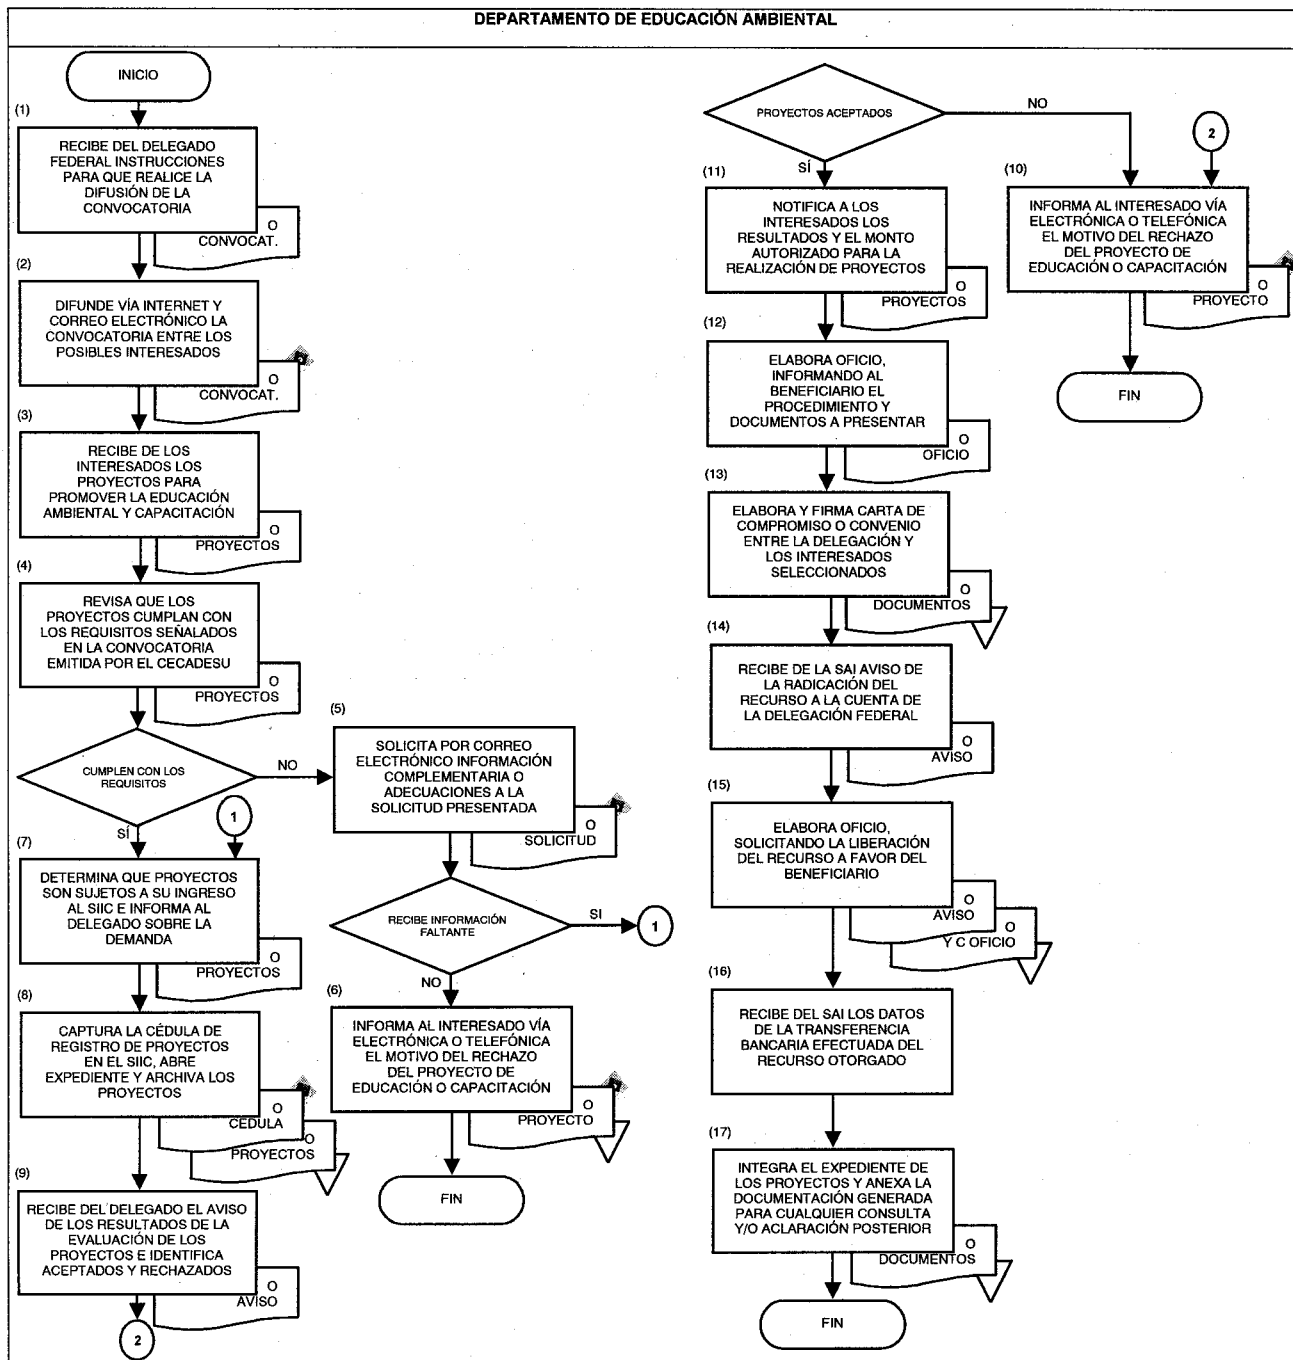 DEPARTAMENTO DE EDUCACIÓN AMBIENTAL
INICIO
(1)
RECIBE DEL DELEGADO
FEDERAL INSTRUCCIONES
PARA QUE REALICE LA
DIFUSIÓN DE LA
CONVOCATORIA
O
CONVOCAT.
(2)
DIFUNDE VÍA INTERNET Y
CORREO ELECTRÓNICO LA
CONVOCATORIA ENTRE LOS
POSIBLES INTERESADOS
O
CONVOCAT.
(3)
RECIBE DE LOS
INTERESADOS LOS
PROYECTOS PARA
PROMOVER LA EDUCACIÓN
AMBIENTAL Y CAPACITACIÓN
O
PROYECTOS
(4)
REVISA QUE LOS
PROYECTOS CUMPLAN CON
LOS REQUISITOS SEÑALADOS
EN LA CONVOCATORIA
EMITIDA POR EL CECADESU
O
PROYECTOS
CUMPLEN CON LOS
REQUISITOS
NO
SÍ
1
(5)
SOLICITA POR CORREO
ELECTRÓNICO INFORMACIÓN
COMPLEMENTARIA O
ADECUACIONES A LA
SOLICITUD PRESENTADA
O
SOLICITUD
RECIBE INFORMACIÓN
FALTANTE
SI
1
NO
(6)
INFORMA AL INTERESADO VÍA
ELECTRÓNICA O TELEFÓNICA
EL MOTIVO DEL RECHAZO
DEL PROYECTO DE
EDUCACIÓN O CAPACITACIÓN
O
PROYECTO
FIN
(7)
DETERMINA QUE PROYECTOS
SON SUJETOS A SU INGRESO
AL SIIC E INFORMA AL
DELEGADO SOBRE LA
DEMANDA
O
PROYECTOS
(8)
CAPTURA LA CÉDULA DE
REGISTRO DE PROYECTOS
EN EL SIIC, ABRE
EXPEDIENTE Y ARCHIVA LOS
PROYECTOS
O
CEDULA
O
PROYECTOS
(9)
RECIBE DEL DELEGADO EL AVISO
DE LOS RESULTADOS DE LA
EVALUACIÓN DE LOS
PROYECTOS E IDENTIFICA
ACEPTADOS Y RECHAZADOS
O
AVISO
2
PROYECTOS ACEPTADOS
NO
SÍ
2
(10)
INFORMA AL INTERESADO VÍA
ELECTRÓNICA O TELEFÓNICA
EL MOTIVO DEL RECHAZO
DEL PROYECTO DE
EDUCACIÓN O CAPACITACIÓN
O
PROYECTO
FIN
(11)
NOTIFICA A LOS
INTERESADOS LOS
RESULTADOS Y EL MONTO
AUTORIZADO PARA LA
REALIZACIÓN DE PROYECTOS
O
PROYECTOS
(12)
ELABORA OFICIO,
INFORMANDO AL
BENEFICIARIO EL
PROCEDIMIENTO Y
DOCUMENTOS A PRESENTAR
O
OFICIO
(13)
ELABORA Y FIRMA CARTA DE
COMPROMISO O CONVENIO
ENTRE LA DELEGACIÓN Y
LOS INTERESADOS
SELECCIONADOS
O
DOCUMENTOS
(14)
RECIBE DE LA SAI AVISO DE
LA RADICACIÓN DEL
RECURSO A LA CUENTA DE
LA DELEGACIÓN FEDERAL
O
AVISO
(15)
ELABORA OFICIO,
SOLICITANDO LA LIBERACIÓN
DEL RECURSO A FAVOR DEL
BENEFICIARIO
O
AVISO
O
Y C OFICIO
(16)
RECIBE DEL SAI LOS DATOS
DE LA TRANSFERENCIA
BANCARIA EFECTUADA DEL
RECURSO OTORGADO
(17)
INTEGRA EL EXPEDIENTE DE
LOS PROYECTOS Y ANEXA LA
DOCUMENTACIÓN GENERADA
PARA CUALQUIER CONSULTA
Y/O ACLARACIÓN POSTERIOR
O
DOCUMENTOS
FIN